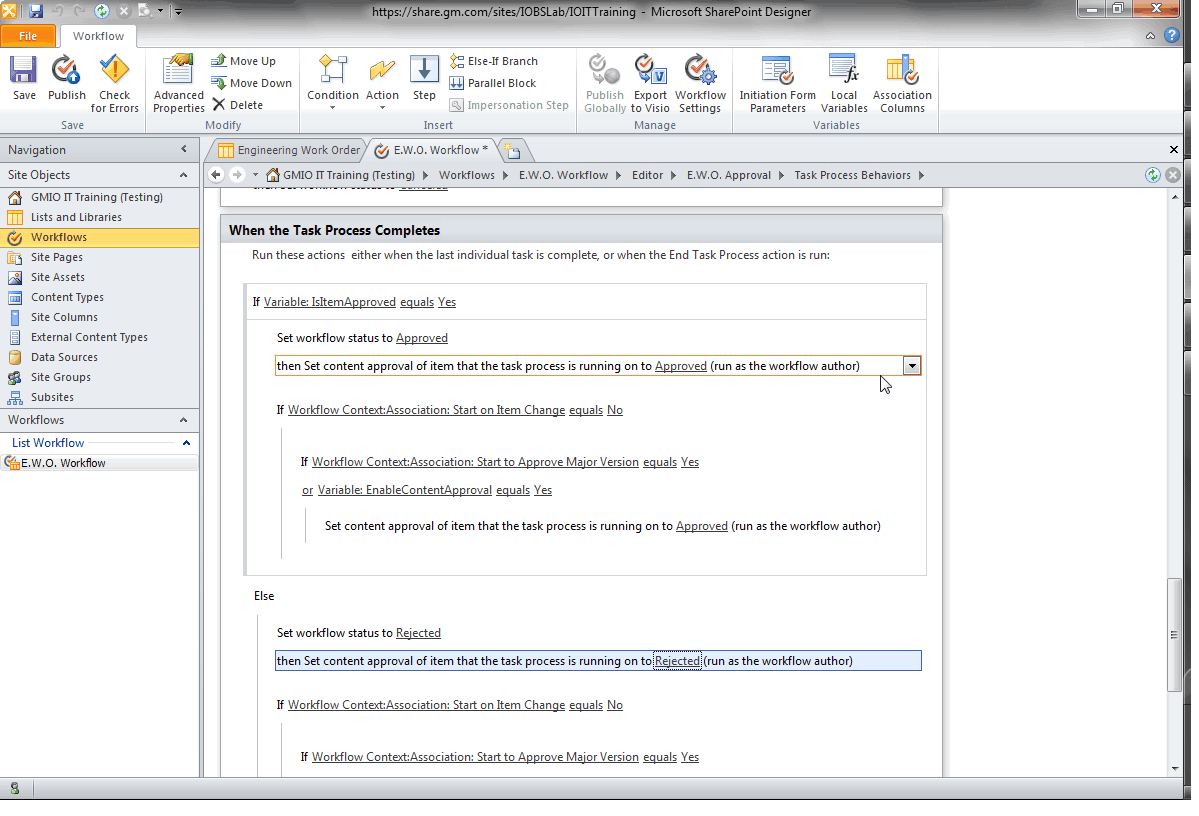 https://share.gm.com/sites/IOBSLab/IOITTraining - Microsoft SharePoint Designer
File
Workflow
Save
Publish
Check for Errors
Save
Advanced Properties
Move Up
Move Down
Delete
Modify
Condition
Action
Step
Else-If Branch
Parallel Block
Impersonation Step
Insert
Publish Globally
Export to Visio
Workflow Settings
Manage
Initiation Form Parameters
Local Variables
Association Columns
Variables
Navigation
Site Objects
GMIO IT Training (Testing)
Lists and Libraries
Workflows
Site Pages
Site Assets
Content Types
Site Columns
External Content Types
Data Sources
Site Groups
Subsites
Workflows
List Workflow
E.W.O. Workflow
Engineering Work Order
E.W.O. Workflow *
GMIO IT Training (Testing) Workflows E.W.O. Workflow Editor E.W.O. Approval Task Process Behaviors
then Set workflow status to Canceled
When the Task Process Completes
Run these actions either when the last individual task is complete, or when the End Task Process action is run:
If Variable: IsItemApproved equals Yes
Set workflow status to Approved
then Set content approval of item that the task process is running on to Approved (run as the workflow author)
If Workflow Context:Association: Start on Item Change equals No
If Workflow Context:Association: Start to Approve Major Version equals Yes
or Variable: EnableContentApproval equals Yes
Set content approval of item that the task process is running on to Approved (run as the workflow author)
Else
Set workflow status to Rejected
then Set content approval of item that the task process is running on to Rejected (run as the workflow author)
If Workflow Context:Association: Start on Item Change equals No
If Workflow Context:Association: Start to Approve Major Version equals Yes